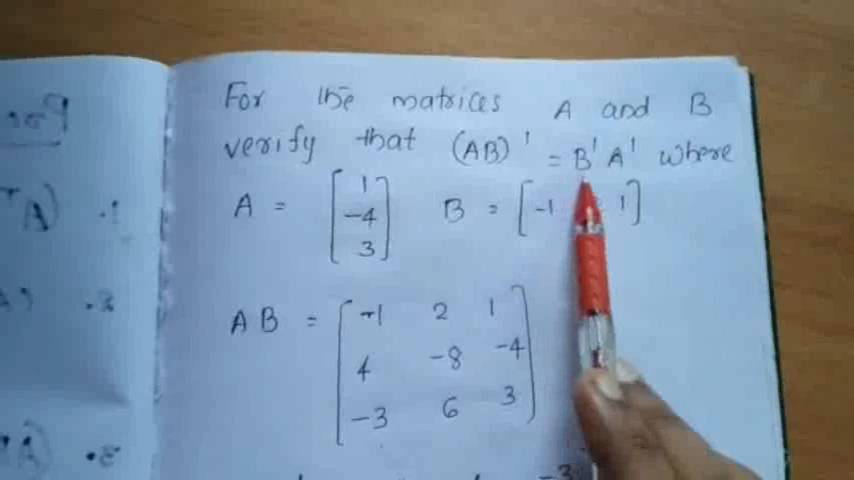 For the matrices A and B
verify that (AB)' = B'A' where
A = [1 -4 3] B = [-1 1]
AB = [-1 2 1
4 -8 -4
-3 6 3]
-3